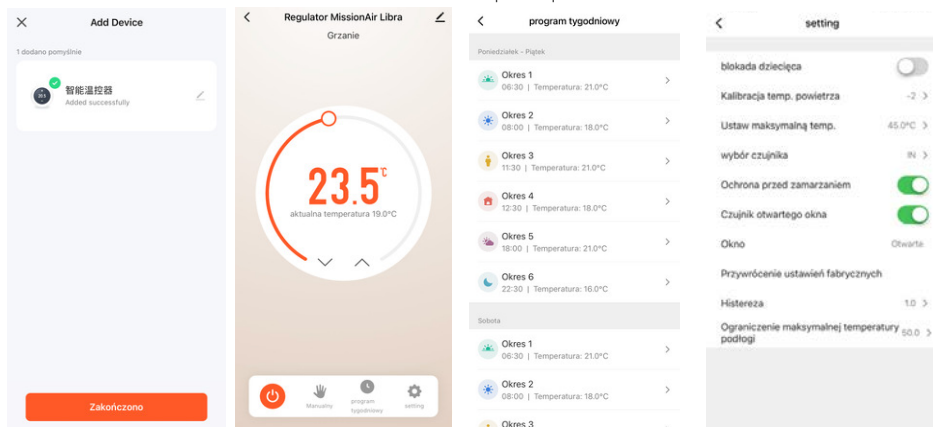 Add Device
1 dodano pomyślnie
智能温控器
Added successfully
Zakończono
Regulator MissionAir Libra
Grzanie
23.5℃
aktualna temperatura 19.0°C
Manualny
program tygodniowy
setting
program tygodniowy
Poniedziałek - Piątek
Okres 1
06:30 | Temperatura: 21.0°C
Okres 2
08:00 | Temperatura: 18.0°C
Okres 3
11:30 | Temperatura: 21.0°C
Okres 4
12:30 | Temperatura: 18.0°C
Okres 5
18:00 | Temperatura: 21.0°C
Okres 6
22:30 | Temperatura: 16.0°C
Sobota
Okres 1
06:30 | Temperatura: 21.0°C
Okres 2
08:00 | Temperatura: 18.0°C
Okres 3
setting
blokada dziecięca
Kalibracja temp. powietrza -2
Ustaw maksymalną temp. 45.0°C
wybór czujnika IN
Ochrona przed zamarzaniem
Czujnik otwartego okna
Okno Otwarte
Przywrócenie ustawień fabrycznych
Histereza 1.0
Ograniczenie maksymalnej temperatury 50.0
podłogi